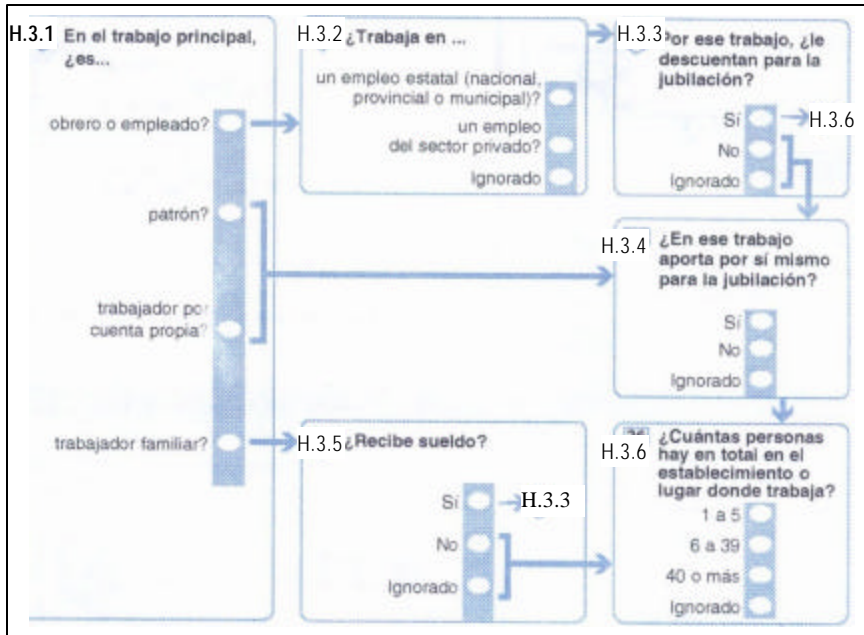 H.3.1 En el trabajo principal,
¿es...
obrero o empleado?
patrón?
trabajador por
cuenta propia?
trabajador familiar?
H.3.2 ¿Trabaja en ...
un empleo estatal (nacional,
provincial o municipal)?
un empleo
del sector privado?
Ignorado
H.3.3 Por ese trabajo, ¿le
descuentan para la
jubilación?
Sí H.3.6
No
Ignorado
H.3.4 ¿En ese trabajo
aporta por sí mismo
para la jubilación?
Sí
No
Ignorado
H.3.5 ¿Recibe sueldo?
Sí H.3.3
No
Ignorado
H.3.6 ¿Cuántas personas
hay en total en el
establecimiento o
lugar donde trabaja?
1 a 5
6 a 39
40 o más
Ignorado